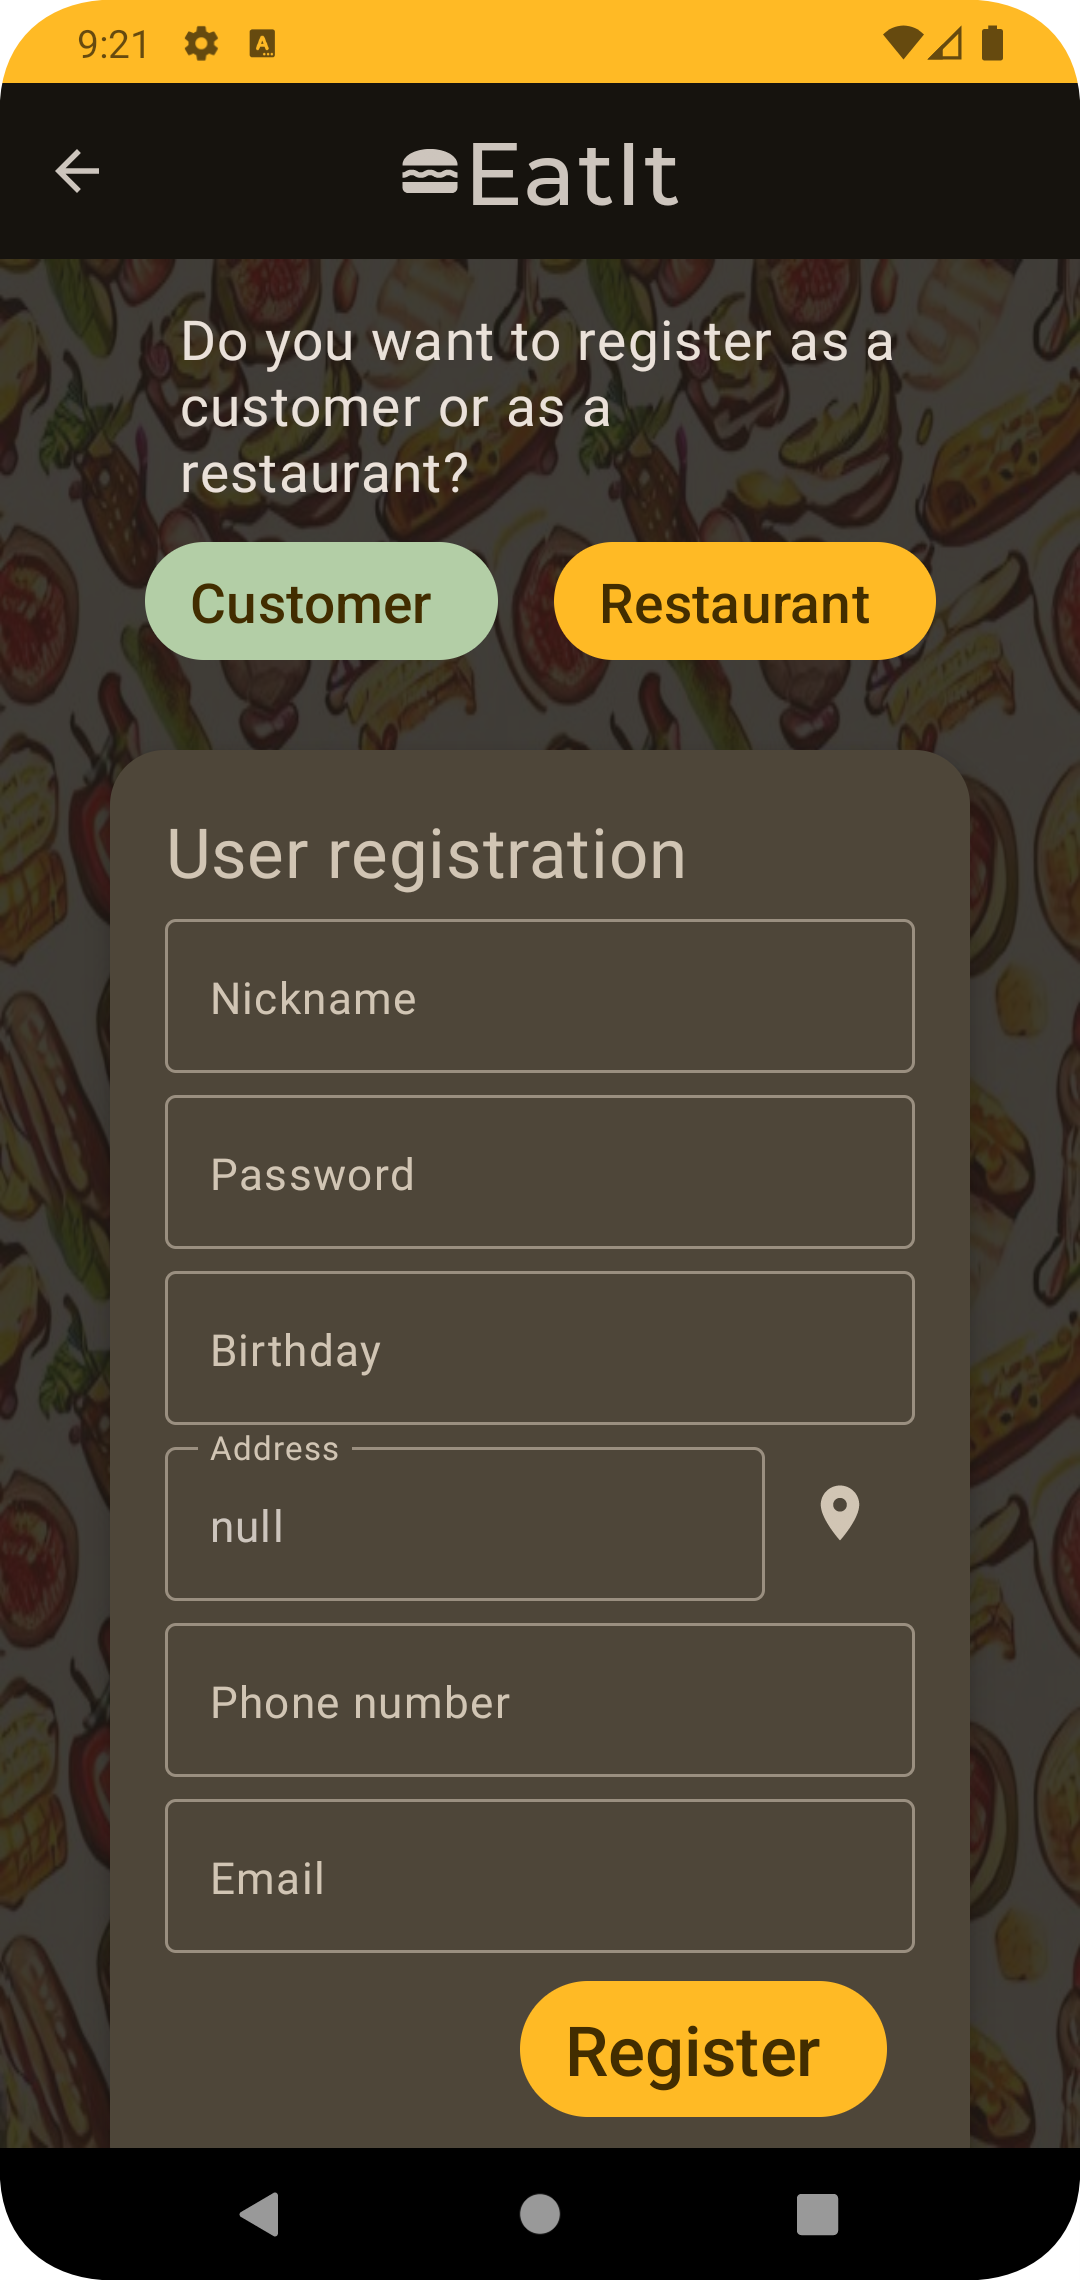 9:21
EatIt
Do you want to register as a
customer or as a
restaurant?
Customer
Restaurant
User registration
Nickname
Password
Birthday
Address
null
Phone number
Email
Register